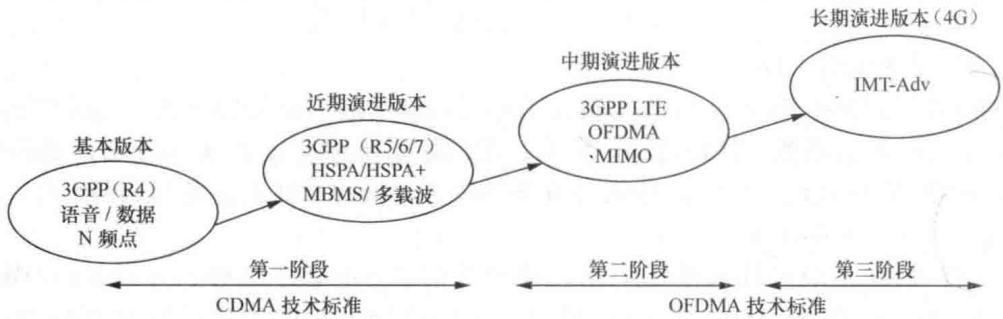 长期演进版本（4G）
IMT-Adv
中期演进版本
3GPP LTE
OFDMA
·MIMO
近期演进版本
3GPP（R5/6/7）
HSPA/HSPA+
MBMS/ 多载波
基本版本
3GPP（R4）
语音 / 数据
N 频点
第一阶段
第二阶段
第三阶段
CDMA 技术标准
OFDMA 技术标准